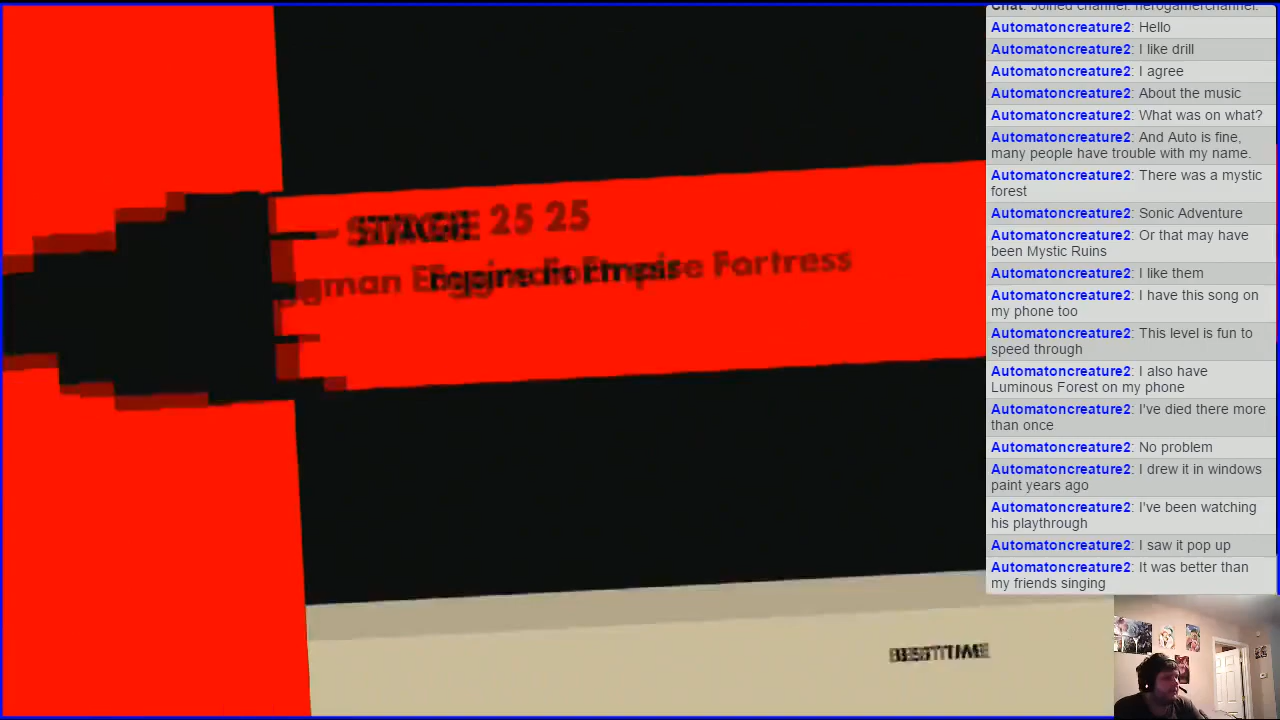 STAGE 25 25
Fortress
BEST TIME
Chat: Joined channel: herogamerchannel.
Automatoncreature2: Hello
Automatoncreature2: I like drill
Automatoncreature2: I agree
Automatoncreature2: About the music
Automatoncreature2: What was on what?
Automatoncreature2: And Auto is fine,
many people have trouble with my name.
Automatoncreature2: There was a mystic
forest
Automatoncreature2: Sonic Adventure
Automatoncreature2: Or that may have
been Mystic Ruins
Automatoncreature2: I like them
Automatoncreature2: I have this song on
my phone too
Automatoncreature2: This level is fun to
speed through
Automatoncreature2: I also have
Luminous Forest on my phone
Automatoncreature2: I've died there more
than once
Automatoncreature2: No problem
Automatoncreature2: I drew it in windows
paint years ago
Automatoncreature2: I've been watching
his playthrough
Automatoncreature2: I saw it pop up
Automatoncreature2: It was better than
my friends singing